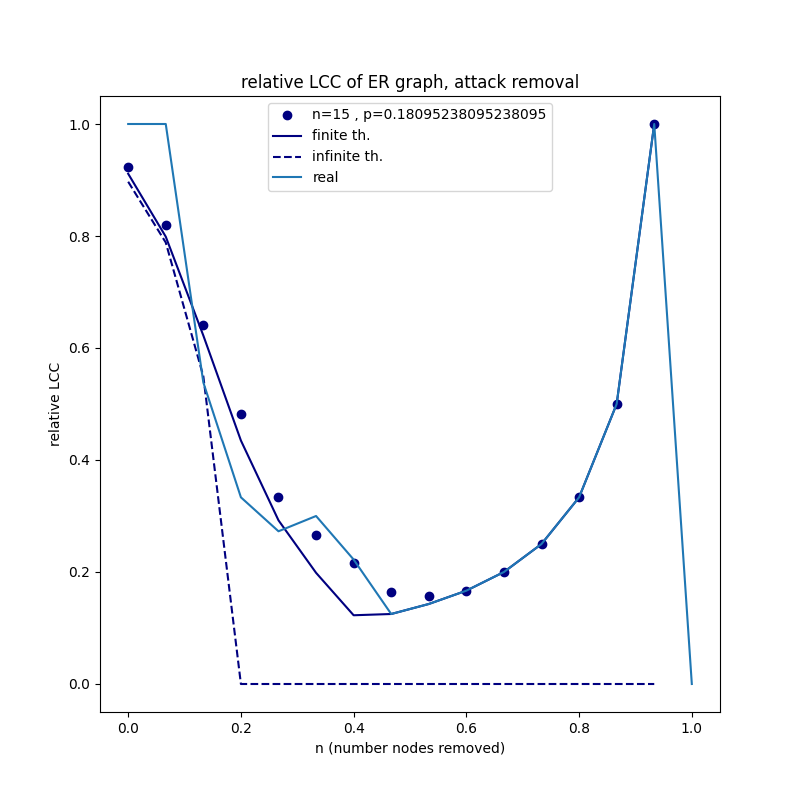 relative LCC of ER graph, attack removal
n=15 , p=0.18095238095238095
finite th.
infinite th.
real
relative LCC
1.0
0.8
0.6
0.4
0.2
0.0
0.0 0.2 0.4 0.6 0.8 1.0
n (number nodes removed)